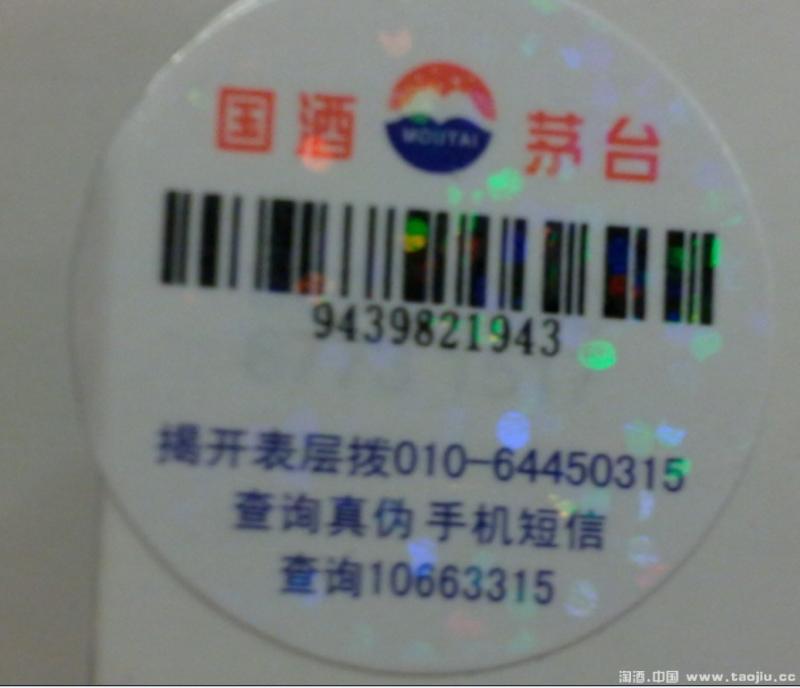 国酒 MOUTAI 茅台
9439821943
揭开表层拨010-64450315
查询真伪 手机短信
查询10663315
淘酒.中国 www.taojiu.cc